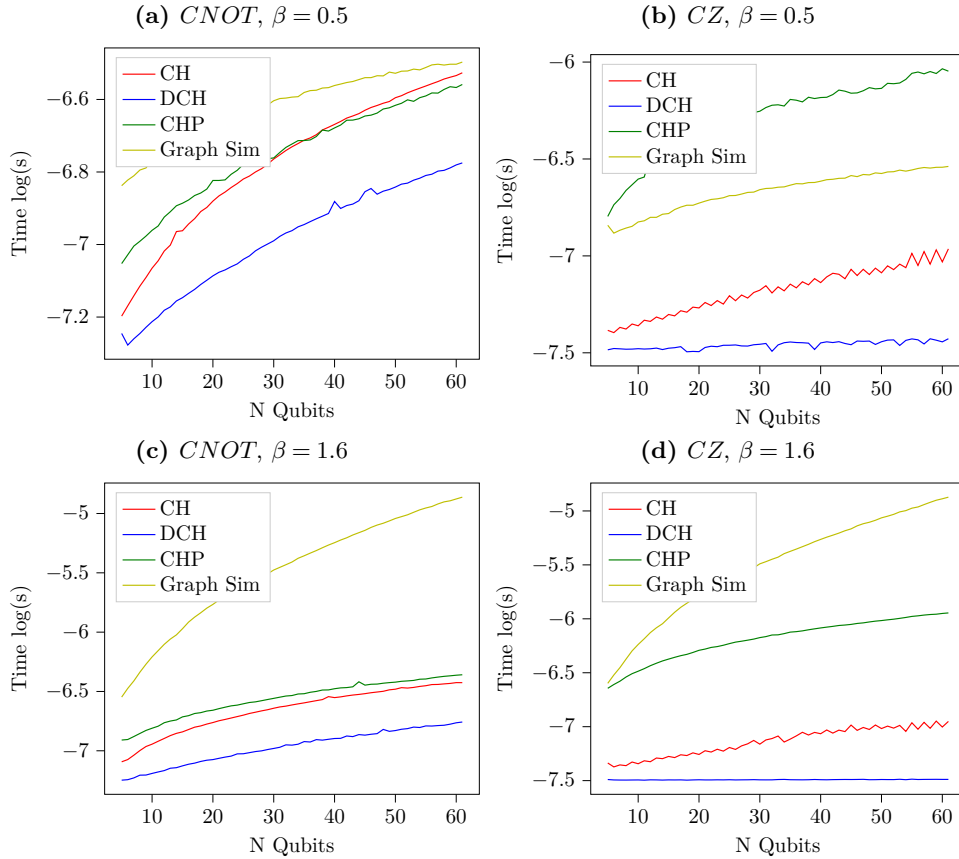 (a) CNOT, β = 0.5
CH
DCH
CHP
Graph Sim
−6.6
−6.8
−7
−7.2
Time log(s)
10 20 30 40 50 60
N Qubits
(b) CZ, β = 0.5
CH
DCH
CHP
Graph Sim
−6
−6.5
−7
−7.5
Time log(s)
10 20 30 40 50 60
N Qubits
(c) CNOT, β = 1.6
CH
DCH
CHP
Graph Sim
−5
−5.5
−6
−6.5
−7
Time log(s)
10 20 30 40 50 60
N Qubits
(d) CZ, β = 1.6
CH
DCH
CHP
Graph Sim
−5
−5.5
−6
−6.5
−7
−7.5
Time log(s)
10 20 30 40 50 60
N Qubits